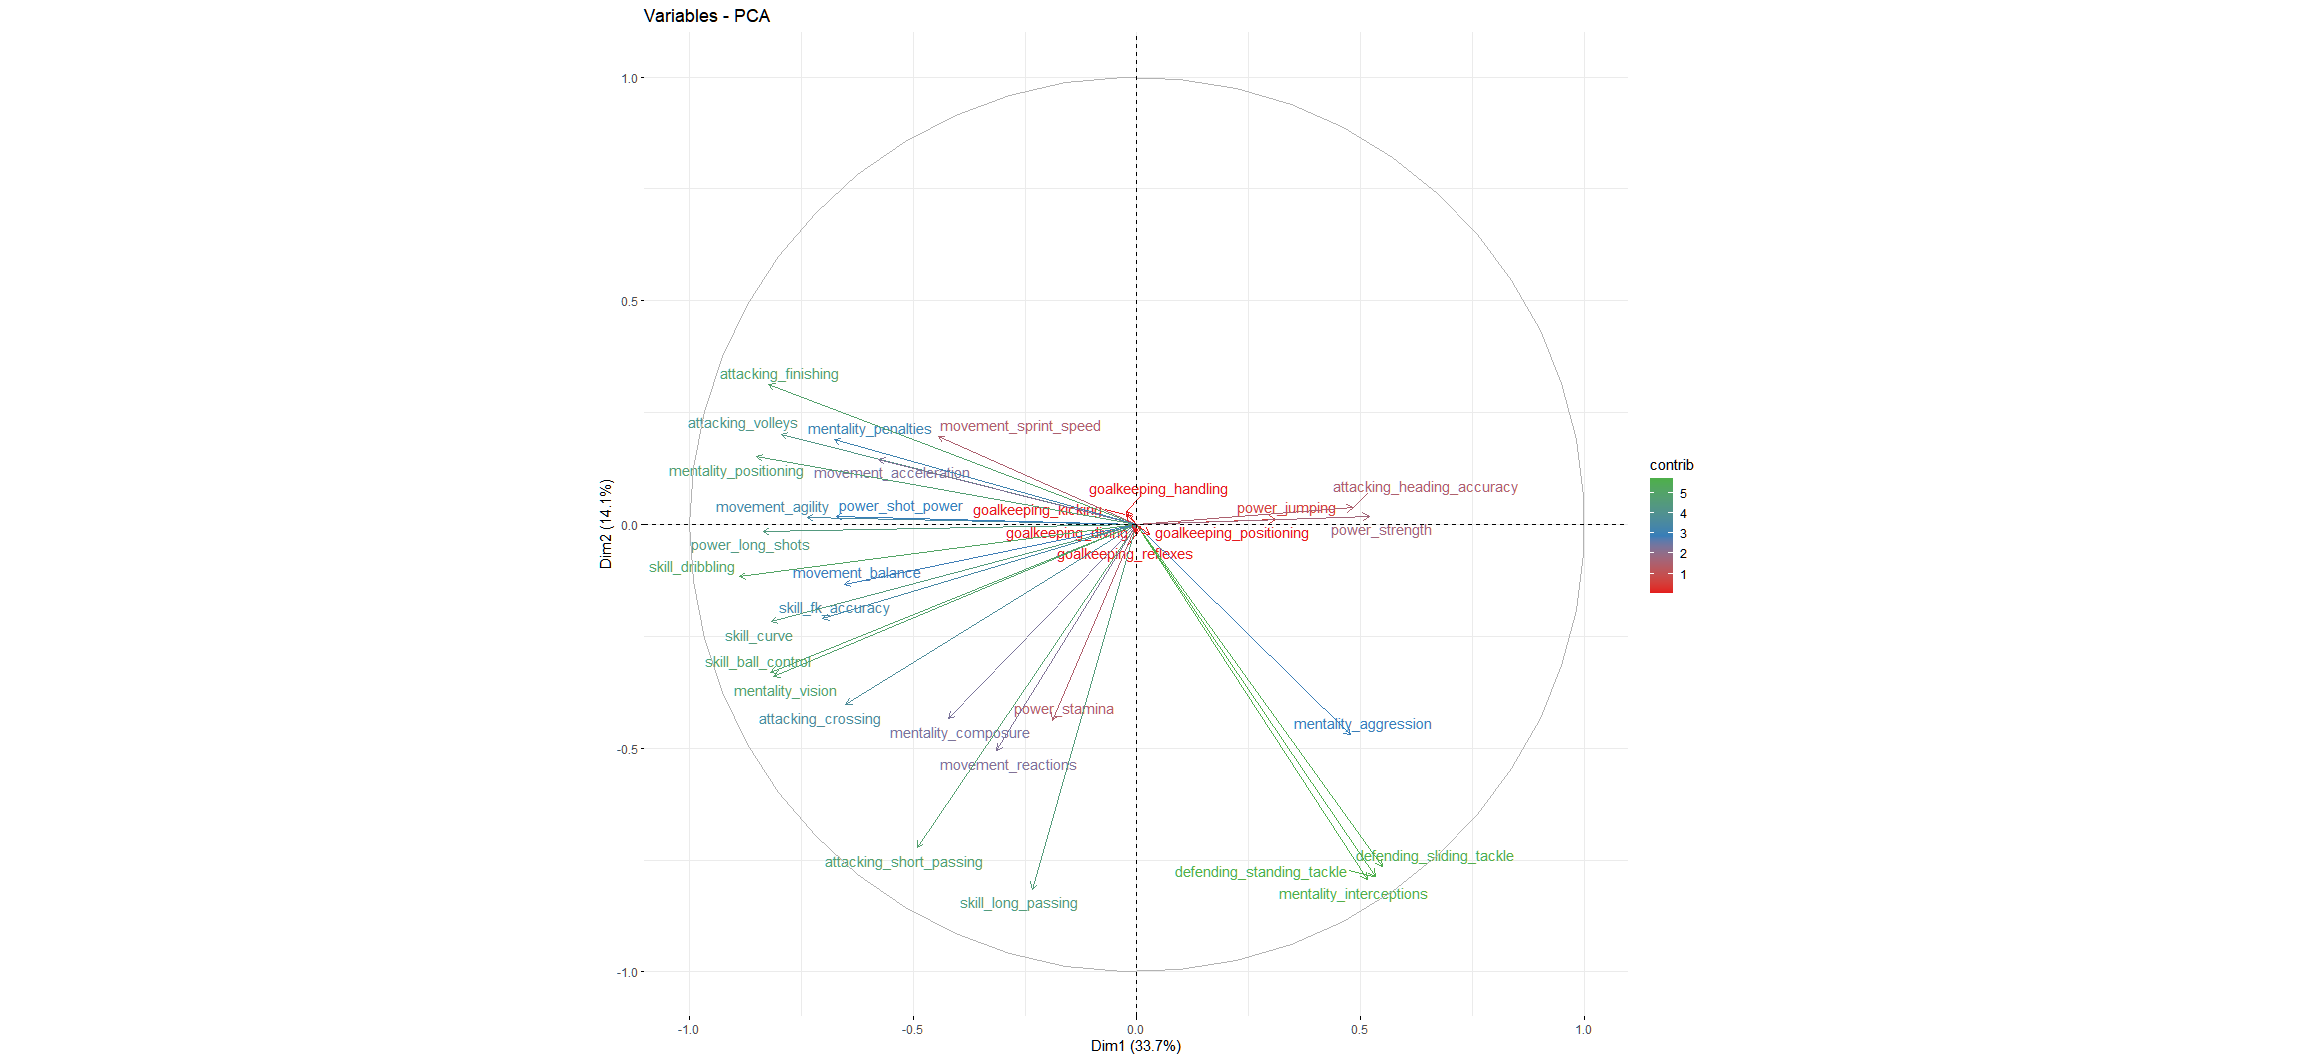 Variables - PCA
1.0
0.5
0.0
-0.5
-1.0
Dim2 (14.1%)
attacking_finishing
attacking_volleys
mentality_penalties
movement_sprint_speed
mentality_positioning
movement_acceleration
goalkeeping_handling
attacking_heading_accuracy
movement_agility
power_shot_power
goalkeeping_kicking
power_jumping
goalkeeping_diving
goalkeeping_positioning
power_strength
power_long_shots
goalkeeping_reflexes
skill_dribbling
movement_balance
skill_fk_accuracy
skill_curve
skill_ball_control
mentality_vision
attacking_crossing
power_stamina
mentality_composure
mentality_aggression
movement_reactions
attacking_short_passing
defending_sliding_tackle
defending_standing_tackle
mentality_interceptions
skill_long_passing
-1.0
-0.5
0.0
0.5
1.0
Dim1 (33.7%)
contrib
5
4
3
2
1